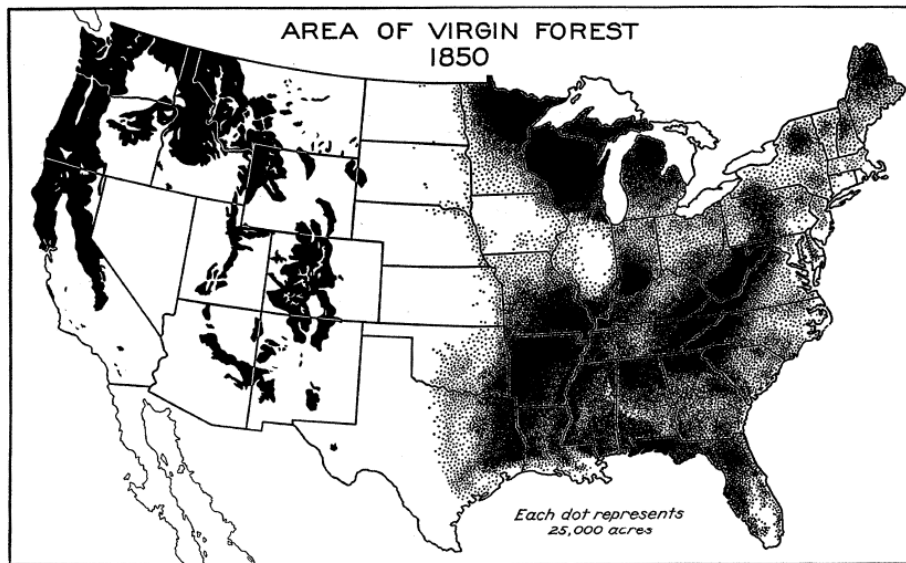 AREA OF VIRGIN FOREST
1850
Each dot represents
25,000 acres